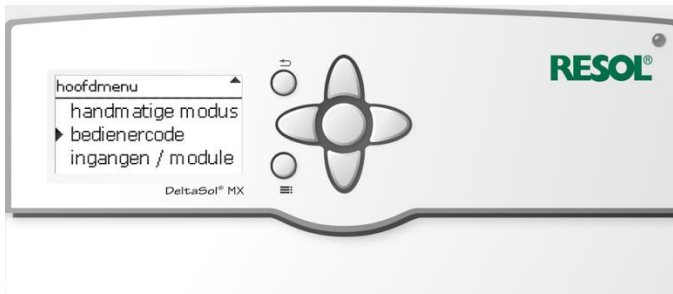 hoofdmenu
handmatige modus
bedienercode
ingangen / module
DeltaSol® MX
RESOL®